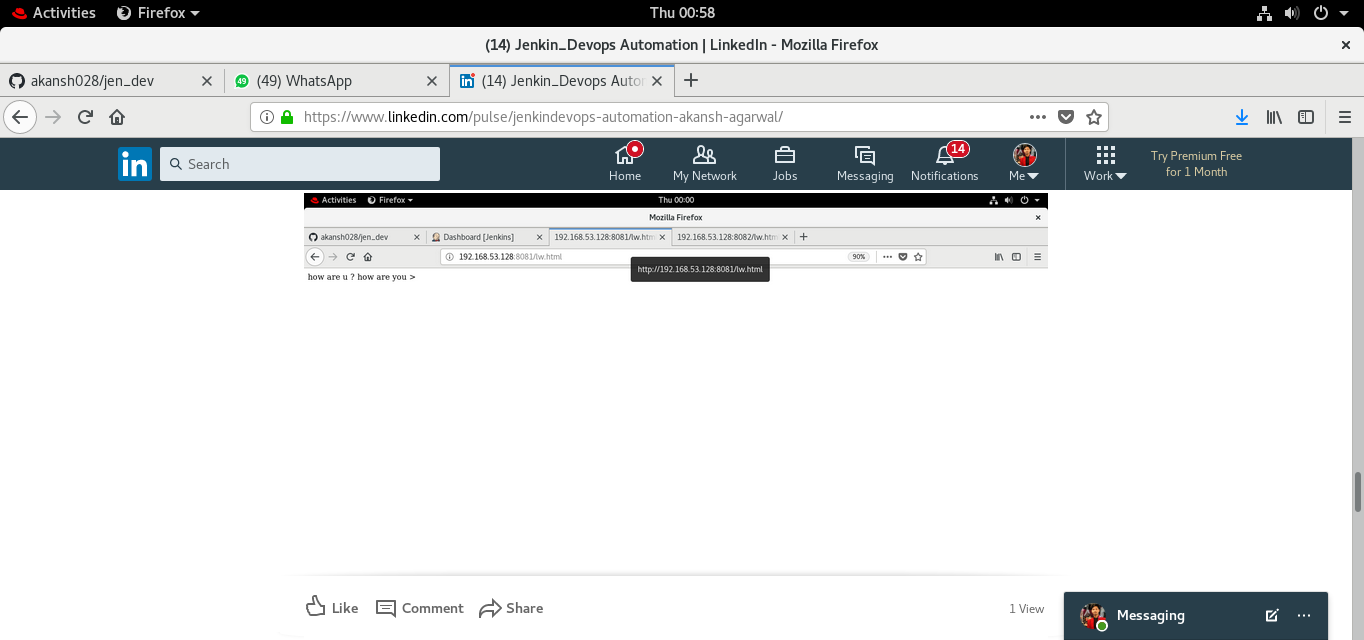 Activities Firefox Thu 00:58
(14) Jenkin_Devops Automation | LinkedIn - Mozilla Firefox
akansh028/jen_dev 49 (49) WhatsApp in (14) Jenkin_Devops Auto
https://www.linkedin.com/pulse/jenkindevops-automation-akansh-agarwal/
in Search Home My Network Jobs Messaging 14 Notifications Me Work Try Premium Free
for 1 Month
Activities Firefox Thu 00:00
Mozilla Firefox
akansh028/jen_dev Dashboard [Jenkins] 192.168.53.128:8081/lw.htm 192.168.53.128:8082/lw.htm
192.168.53.128:8081/lw.html 90%
http://192.168.53.128:8081/lw.html
how are u ? how are you >
Like Comment Share 1 View
Messaging